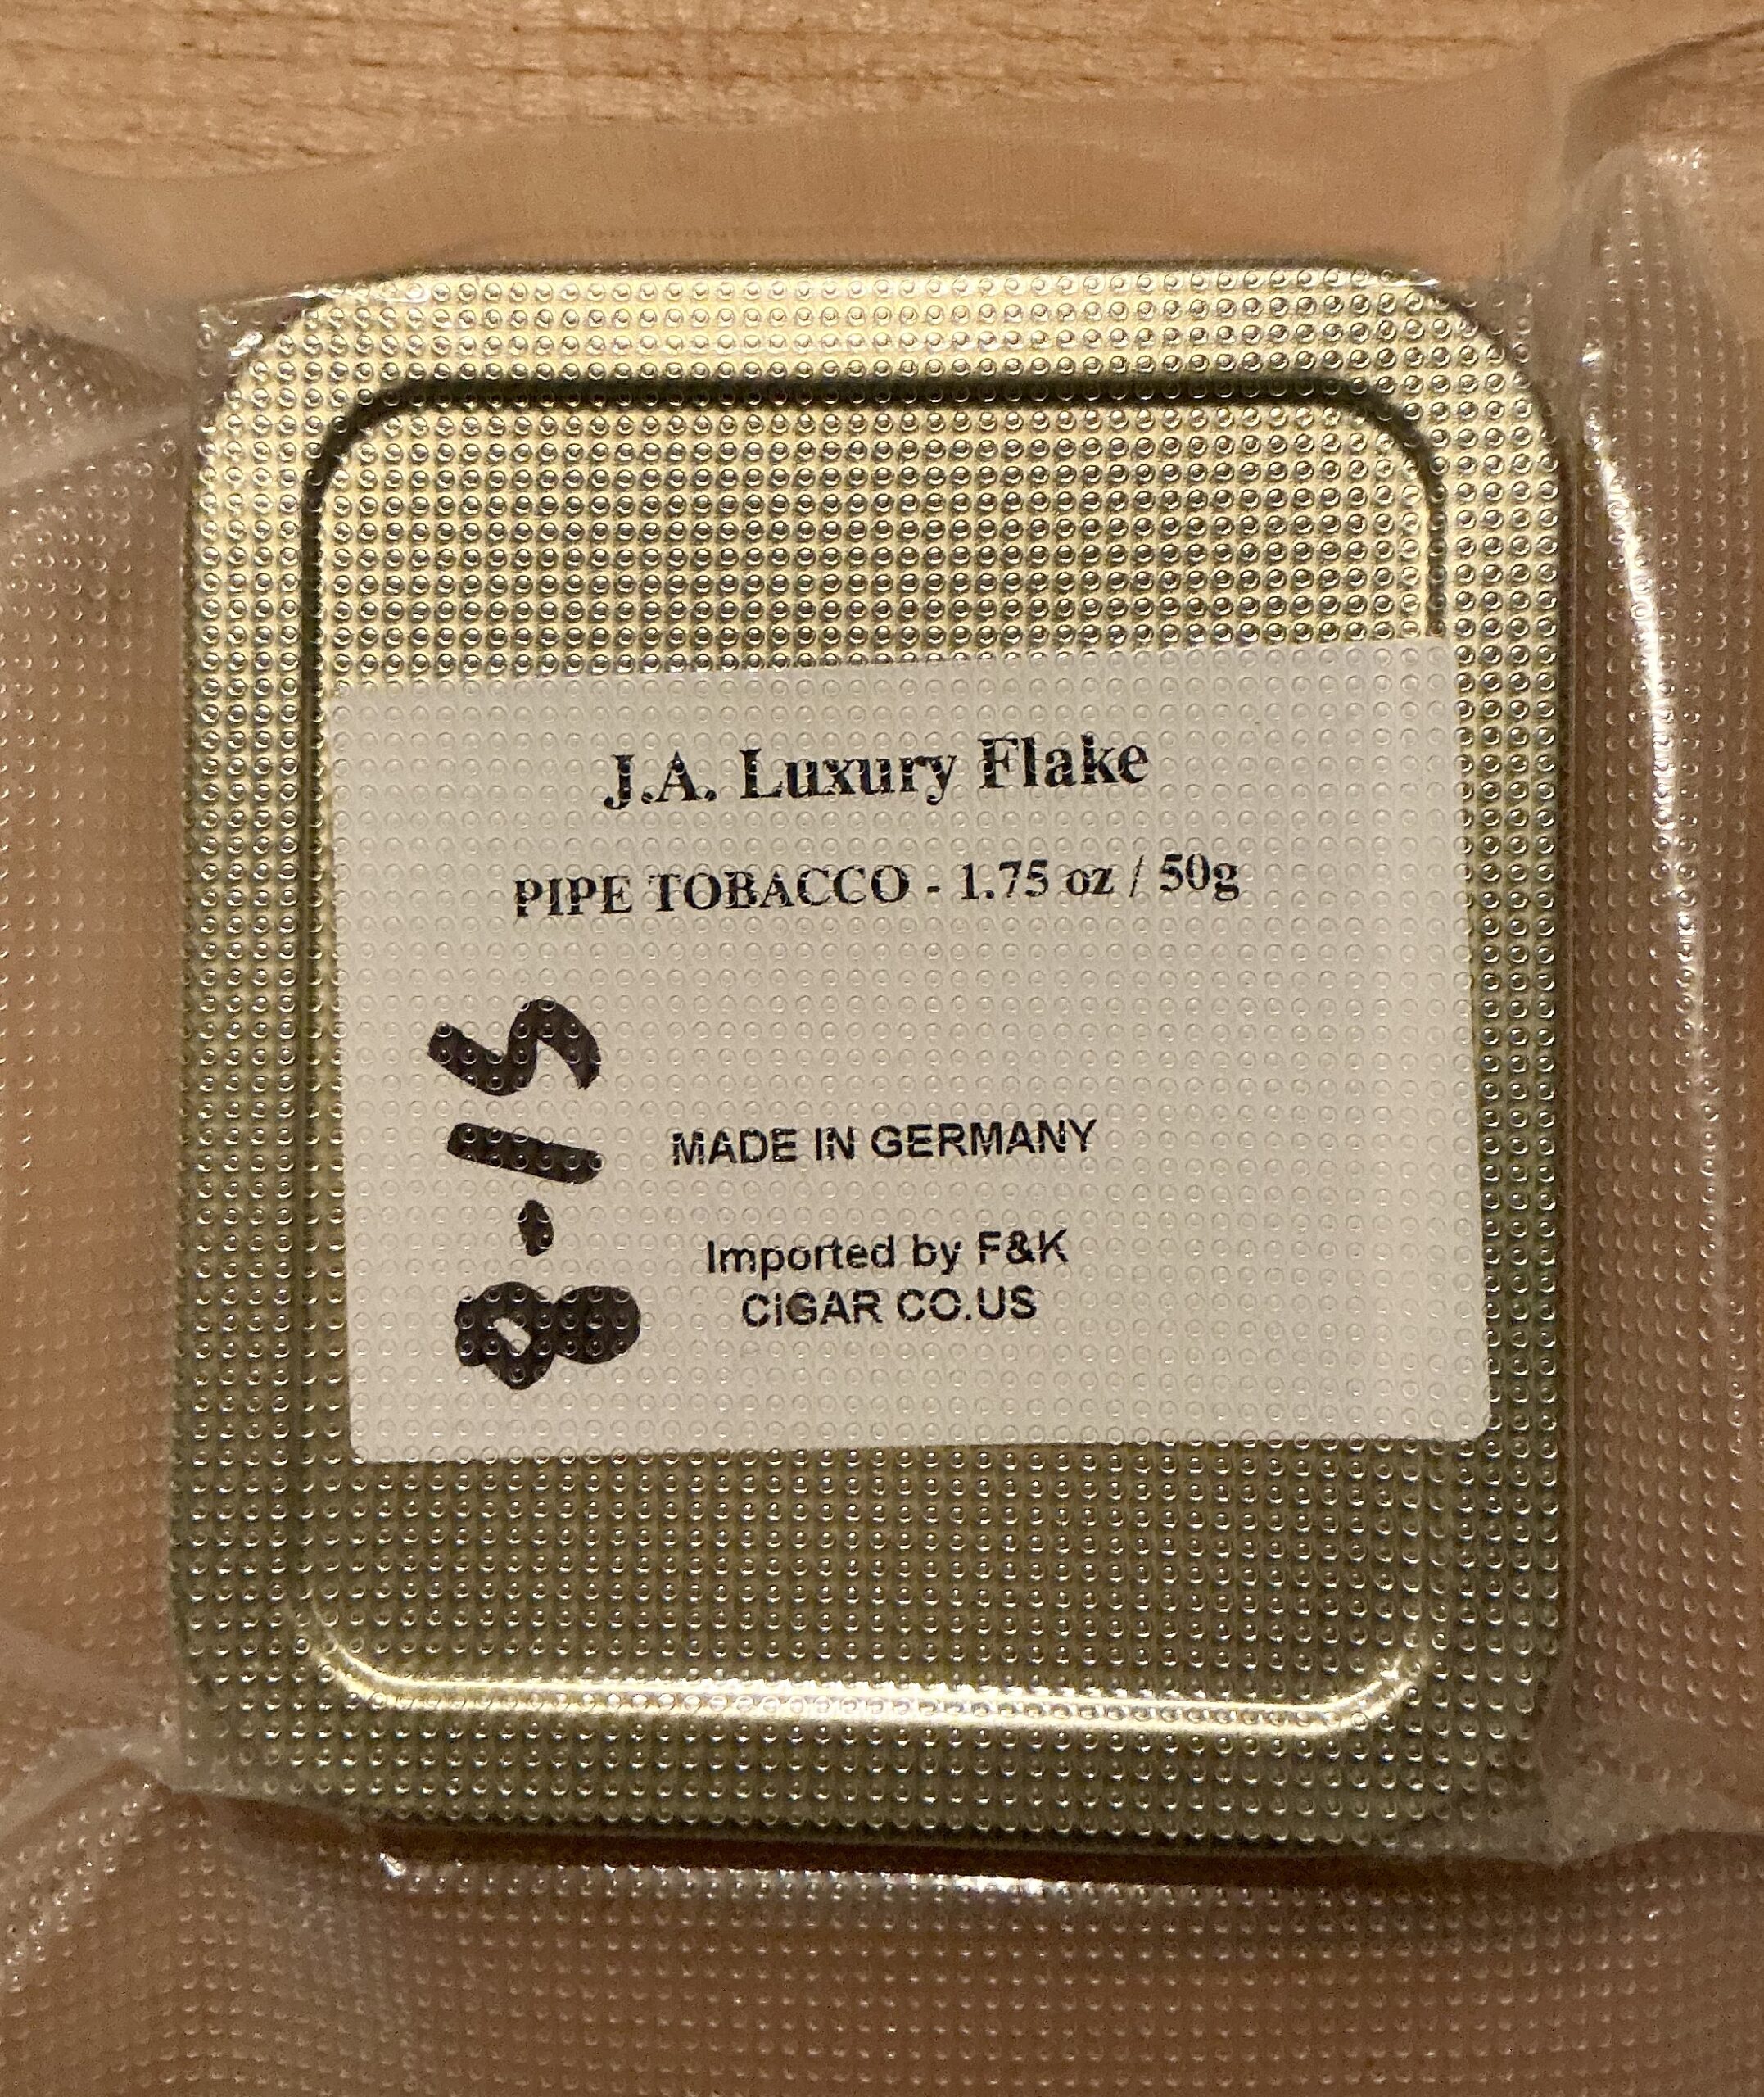 J.A. Luxury Flake
PIPE TOBACCO - 1.75 oz / 50g
8-15
MADE IN GERMANY
Imported by F&K
CiGAR CO.US